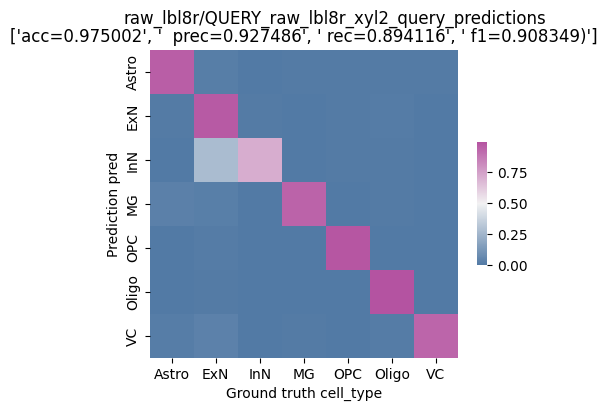 raw_lbl8r/QUERY_raw_lbl8r_xyl2_query_predictions
['acc=0.975002', '  prec=0.927486', ' rec=0.894116', ' f1=0.908349)']
Prediction pred
Astro
ExN
InN
MG
OPC
Oligo
VC
0.75
0.50
0.25
0.00
Astro ExN InN MG OPC Oligo VC
Ground truth cell_type